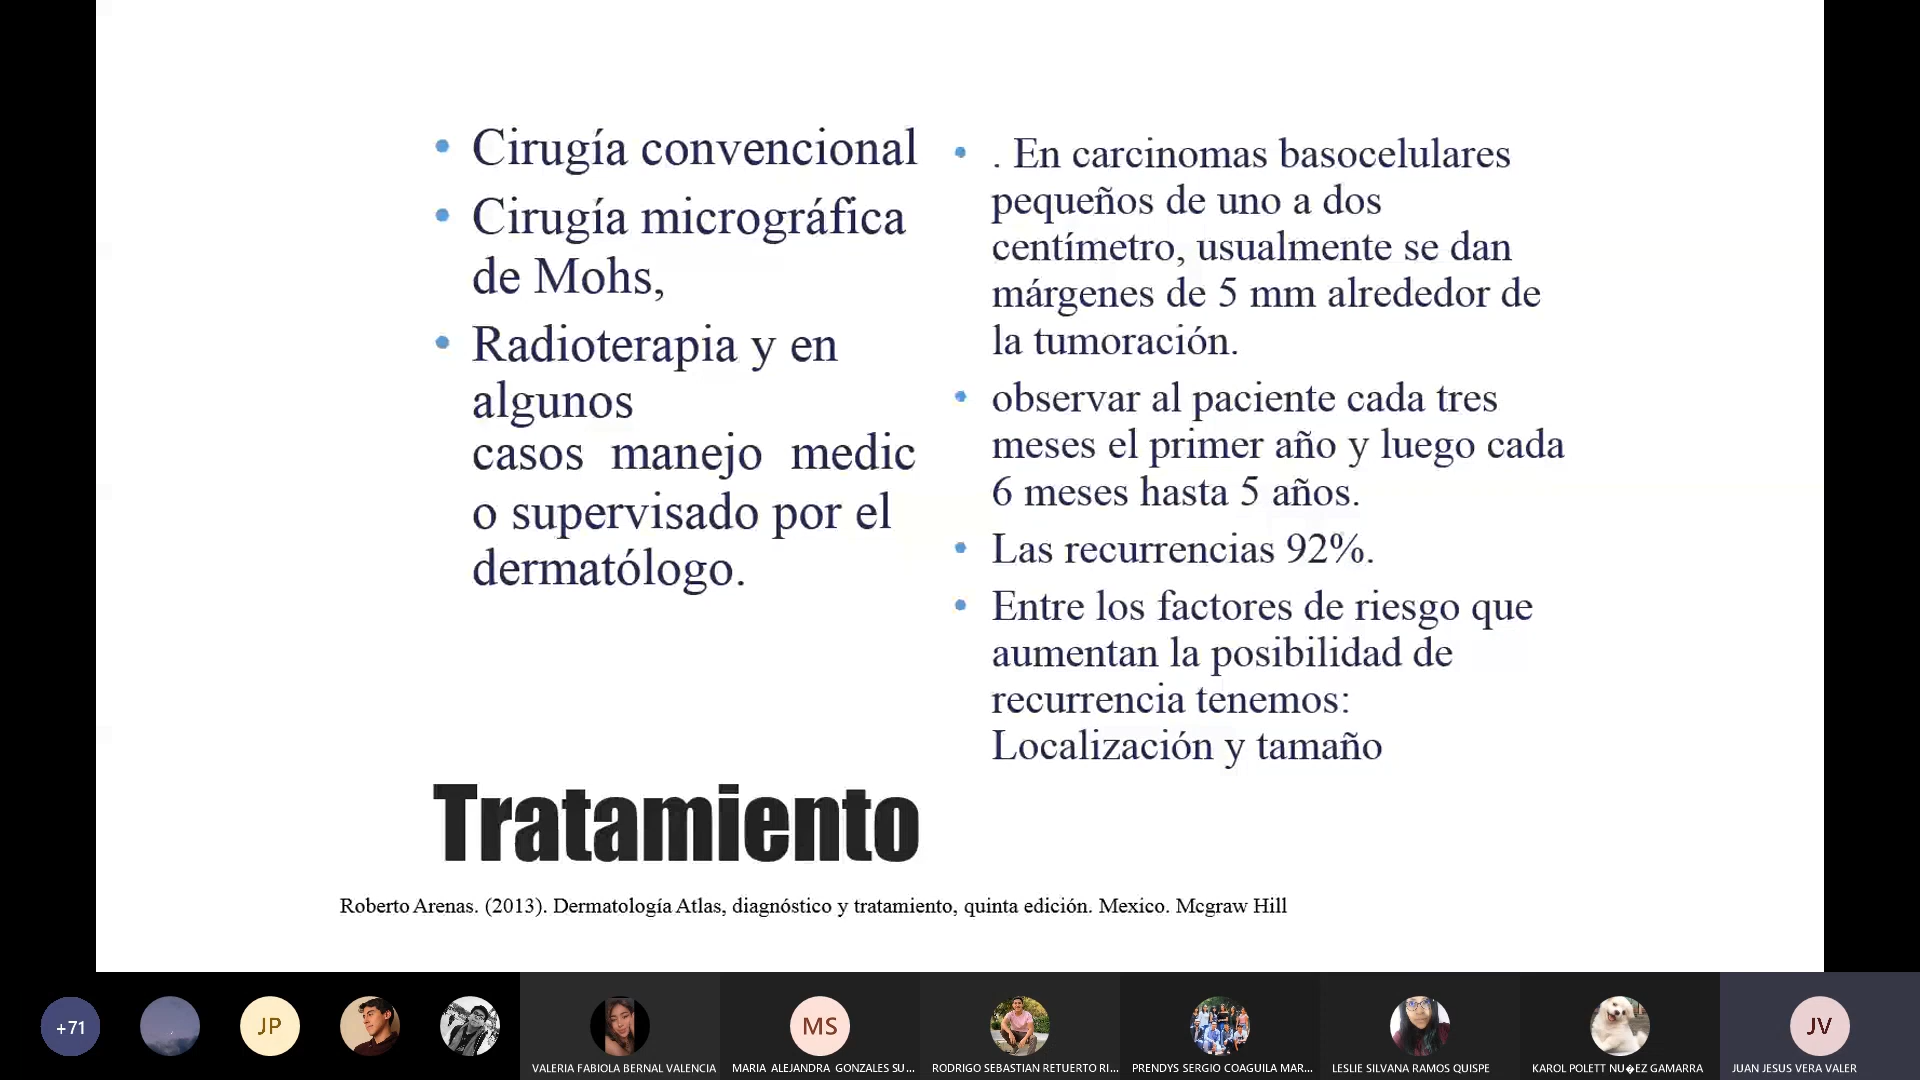 Cirugía convencional
Cirugía micrográfica
de Mohs,
Radioterapia y en
algunos
casos manejo medic
o supervisado por el
dermatólogo.
. En carcinomas basocelulares
pequeños de uno a dos
centímetro, usualmente se dan
márgenes de 5 mm alrededor de
la tumoración.
observar al paciente cada tres
meses el primer año y luego cada
6 meses hasta 5 años.
Las recurrencias 92%.
Entre los factores de riesgo que
aumentan la posibilidad de
recurrencia tenemos:
Localización y tamaño
Tratamiento
Roberto Arenas. (2013). Dermatología Atlas, diagnóstico y tratamiento, quinta edición. Mexico. Mcgraw Hill
+71
JP
VALERIA FABIOLA BERNAL VALENCIA
MS
MARIA ALEJANDRA GONZALES SU...
RODRIGO SEBASTIAN RETUERTO RI...
PRENDYS SERGIO COAGUILA MAR...
LESLIE SILVANA RAMOS QUISPE
KAROL POLETT NU�EZ GAMARRA
JV
JUAN JESUS VERA VALER